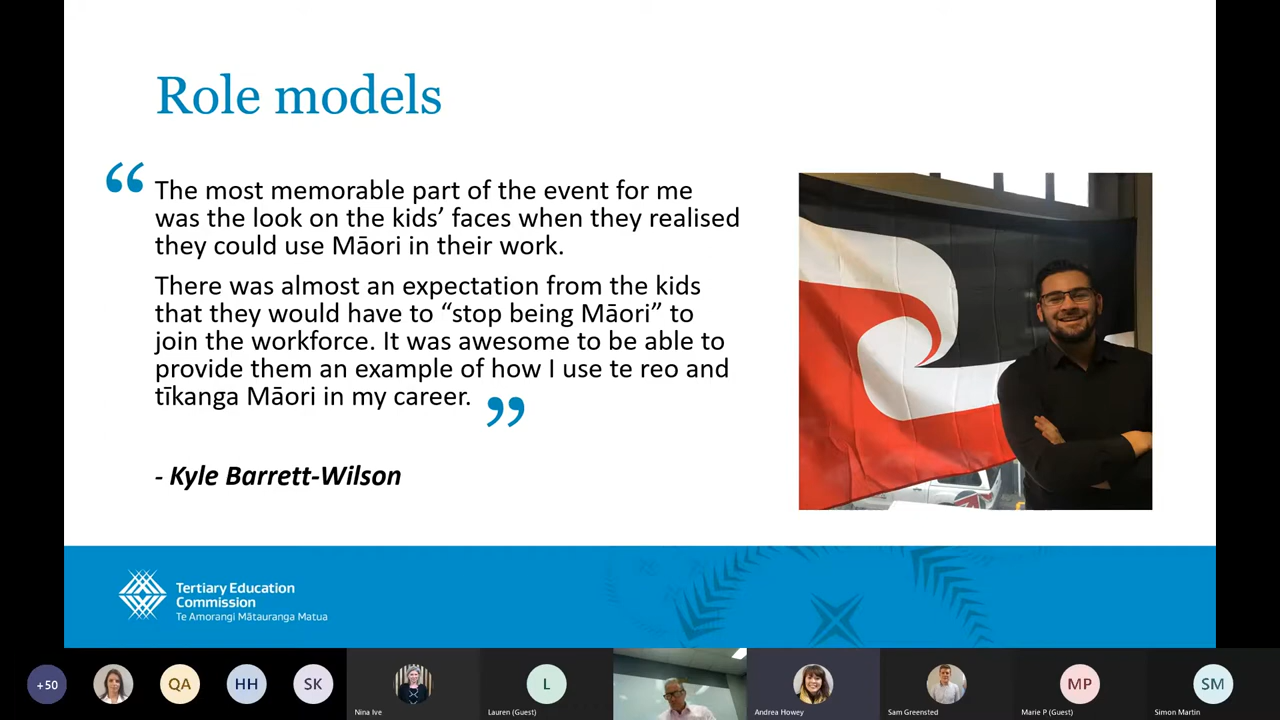 Role models
“
The most memorable part of the event for me
was the look on the kids’ faces when they realised
they could use Māori in their work.
There was almost an expectation from the kids
that they would have to “stop being Māori” to
join the workforce. It was awesome to be able to
provide them an example of how I use te reo and
tīkanga Māori in my career. ”
- Kyle Barrett-Wilson
Tertiary Education
Commission
Te Amorangi Mātauranga Matua
+50
QA
HH
SK
Nina Ive
L
Lauren (Guest)
Andrea Howey
Sam Greensted
MP
Marie P (Guest)
SM
Simon Martin